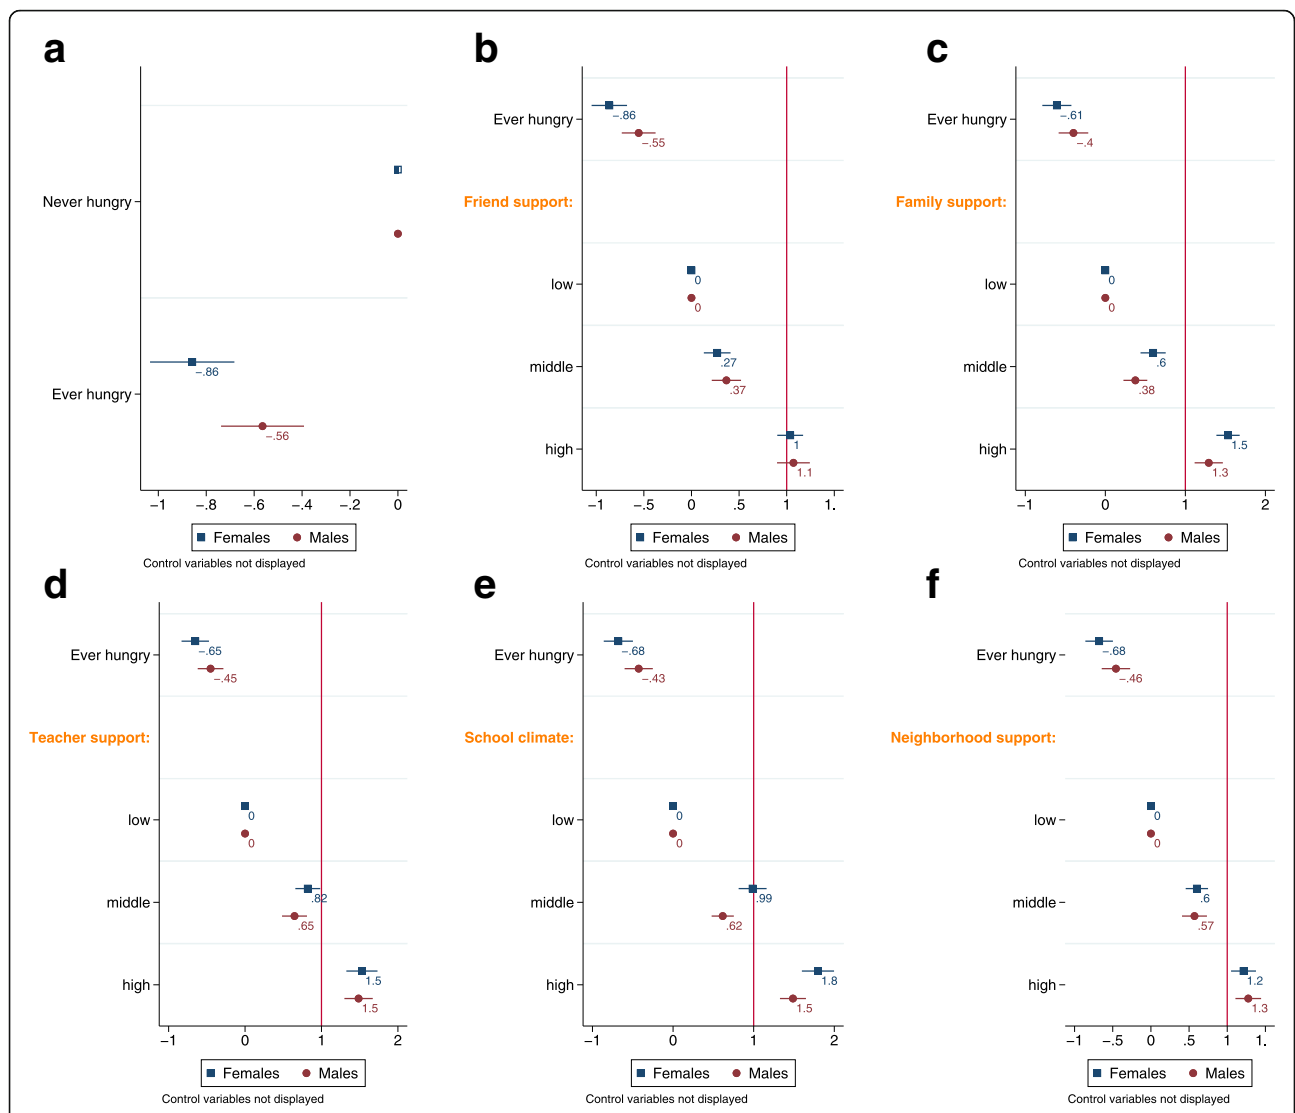 a
Never hungry
Ever hungry
−.86
−.56
−1 −.8 −.6 −.4 −.2 0
Females Males
Control variables not displayed
b
Ever hungry
−.86
−.55
Friend support:
low
0
0
middle
.27
.37
high
1
1.1
−1 −.5 0 .5 1 1.
Females Males
Control variables not displayed
c
Ever hungry
−.61
−.4
Family support:
low
0
0
middle
.6
.38
high
1.5
1.3
−1 0 1 2
Females Males
Control variables not displayed
d
Ever hungry
−.65
−.45
Teacher support:
low
0
0
middle
.82
.65
high
1.5
1.5
−1 0 1 2
Females Males
Control variables not displayed
e
Ever hungry
−.68
−.43
School climate:
low
0
0
middle
.99
.62
high
1.8
1.5
−1 0 1 2
Females Males
Control variables not displayed
f
Ever hungry
−.68
−.46
Neighborhood support:
low
0
0
middle
.6
.57
high
1.2
1.3
−1 −.5 0 .5 1 1.
Females Males
Control variables not displayed